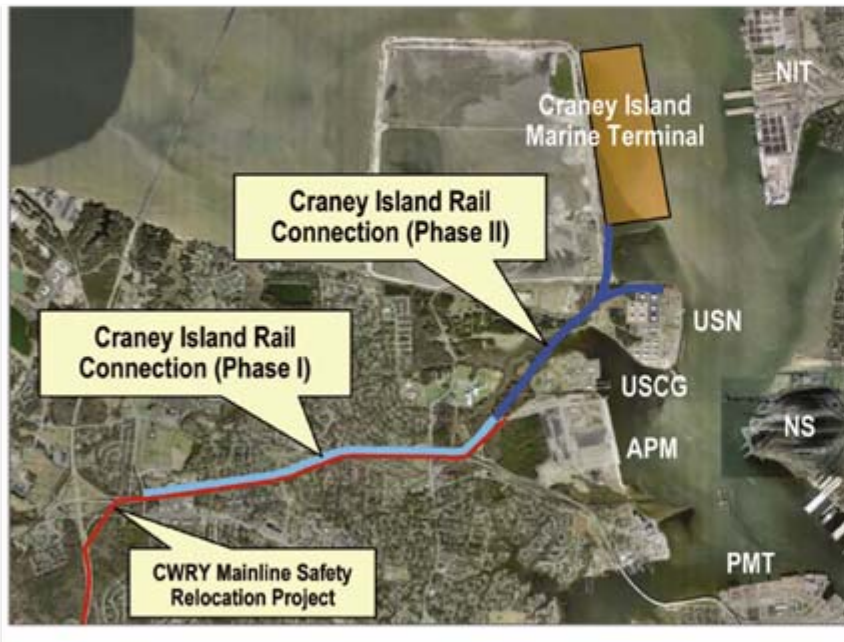 NIT
Craney Island
Marine Terminal
Craney Island Rail
Connection (Phase II)
USN
Craney Island Rail
Connection (Phase I)
USCG
NS
APM
PMT
CWRY Mainline Safety
Relocation Project